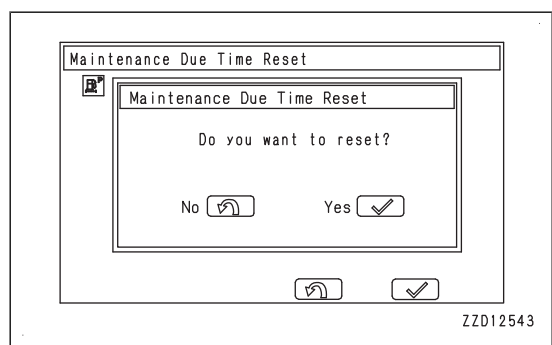 Maintenance Due Time Reset
P
Maintenance Due Time Reset
Do you want to reset?
No Yes
ZZD12543